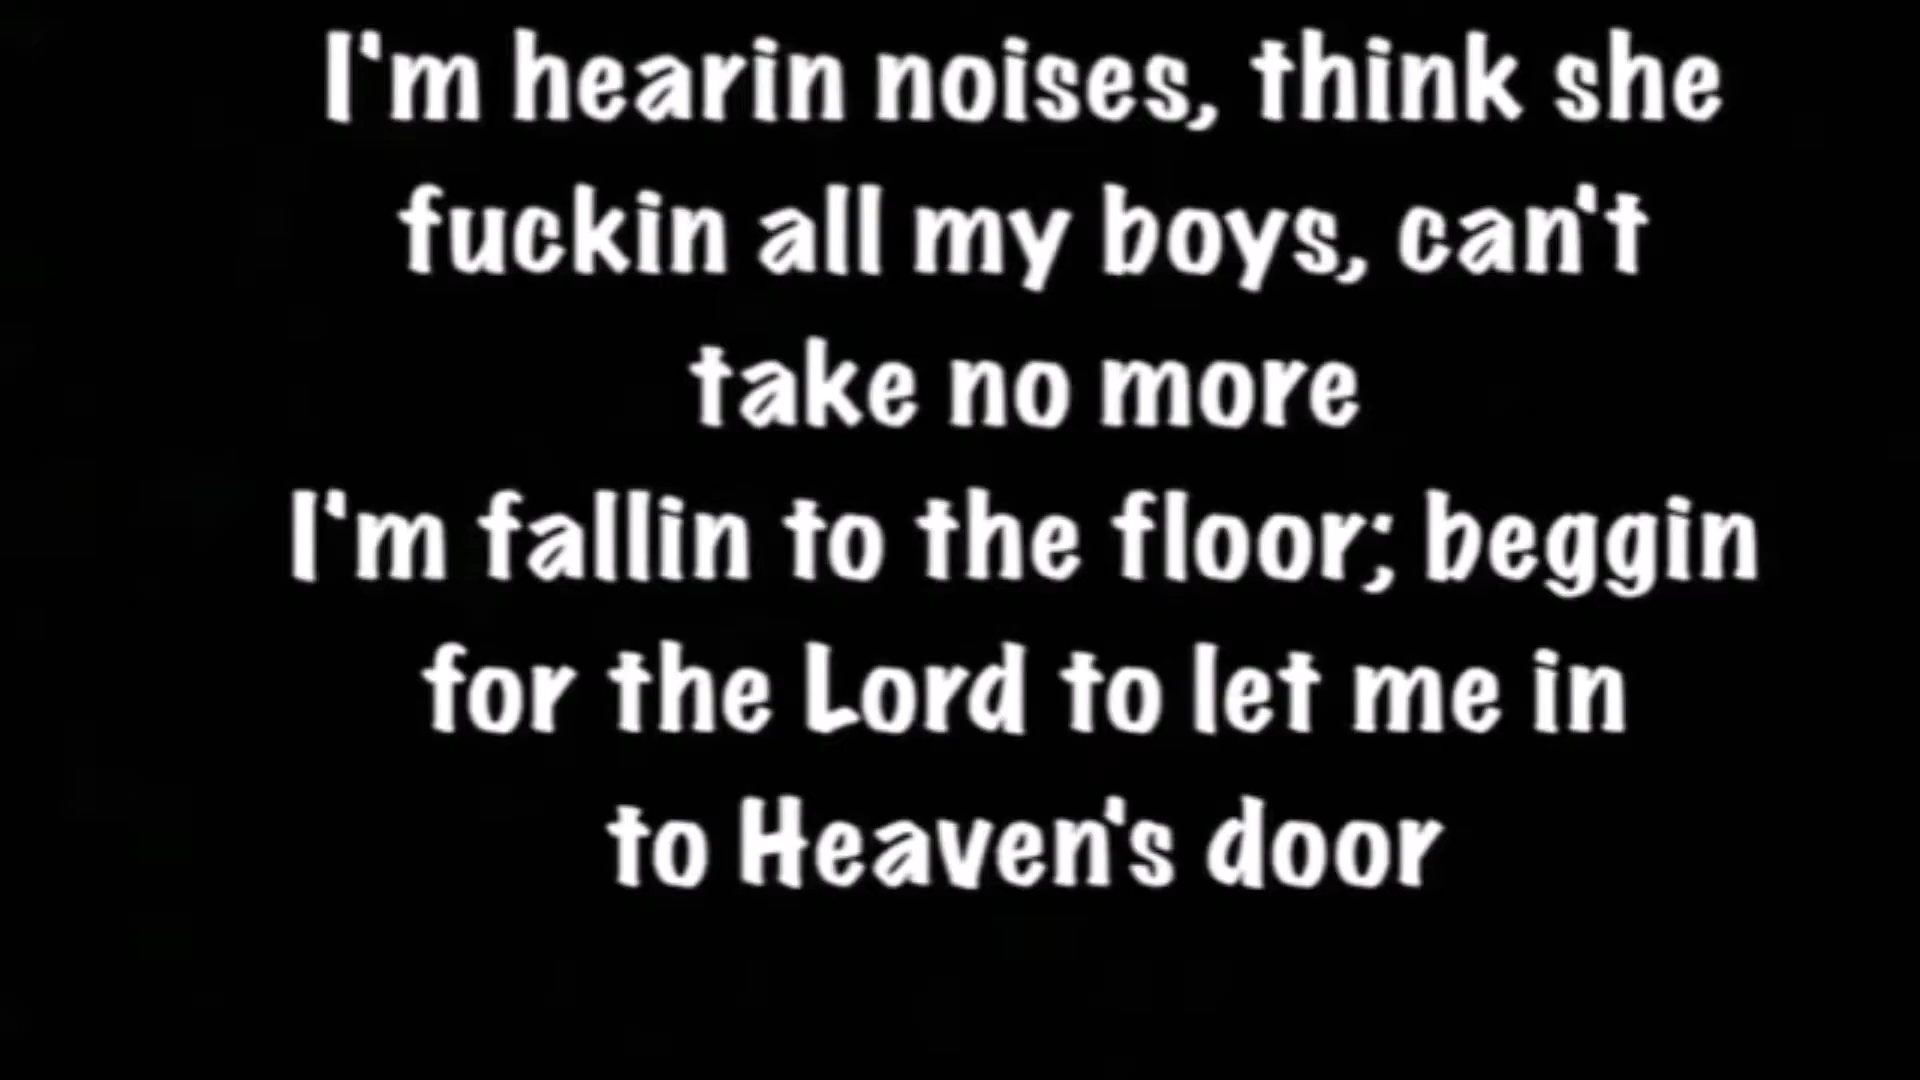 I'm hearin noises, think she
fuckin all my boys, can't
take no more
I'm fallin to the floor; beggin
for the Lord to let me in
to Heaven's door